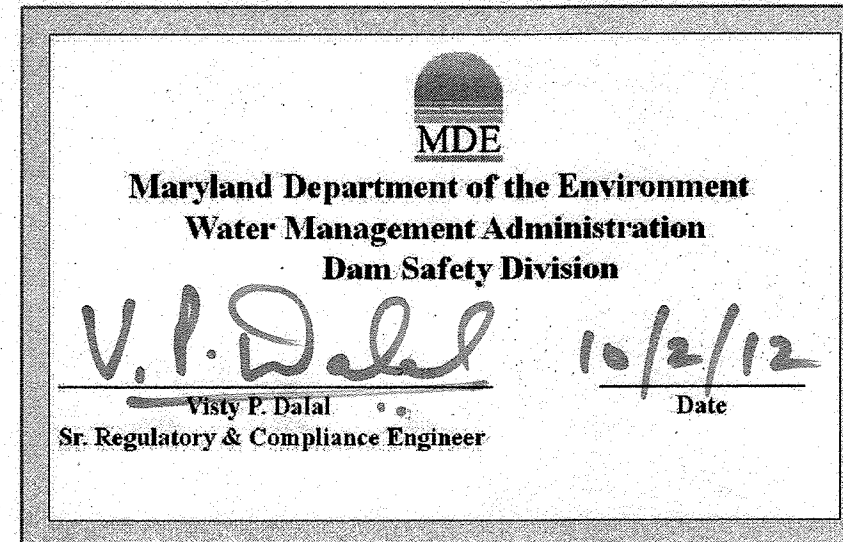 MDE
Maryland Department of the Environment
Water Management Administration
Dam Safety Division
V. P. Dalal 10/2/12
Visty P. Dalal Date
Sr. Regulatory & Compliance Engineer